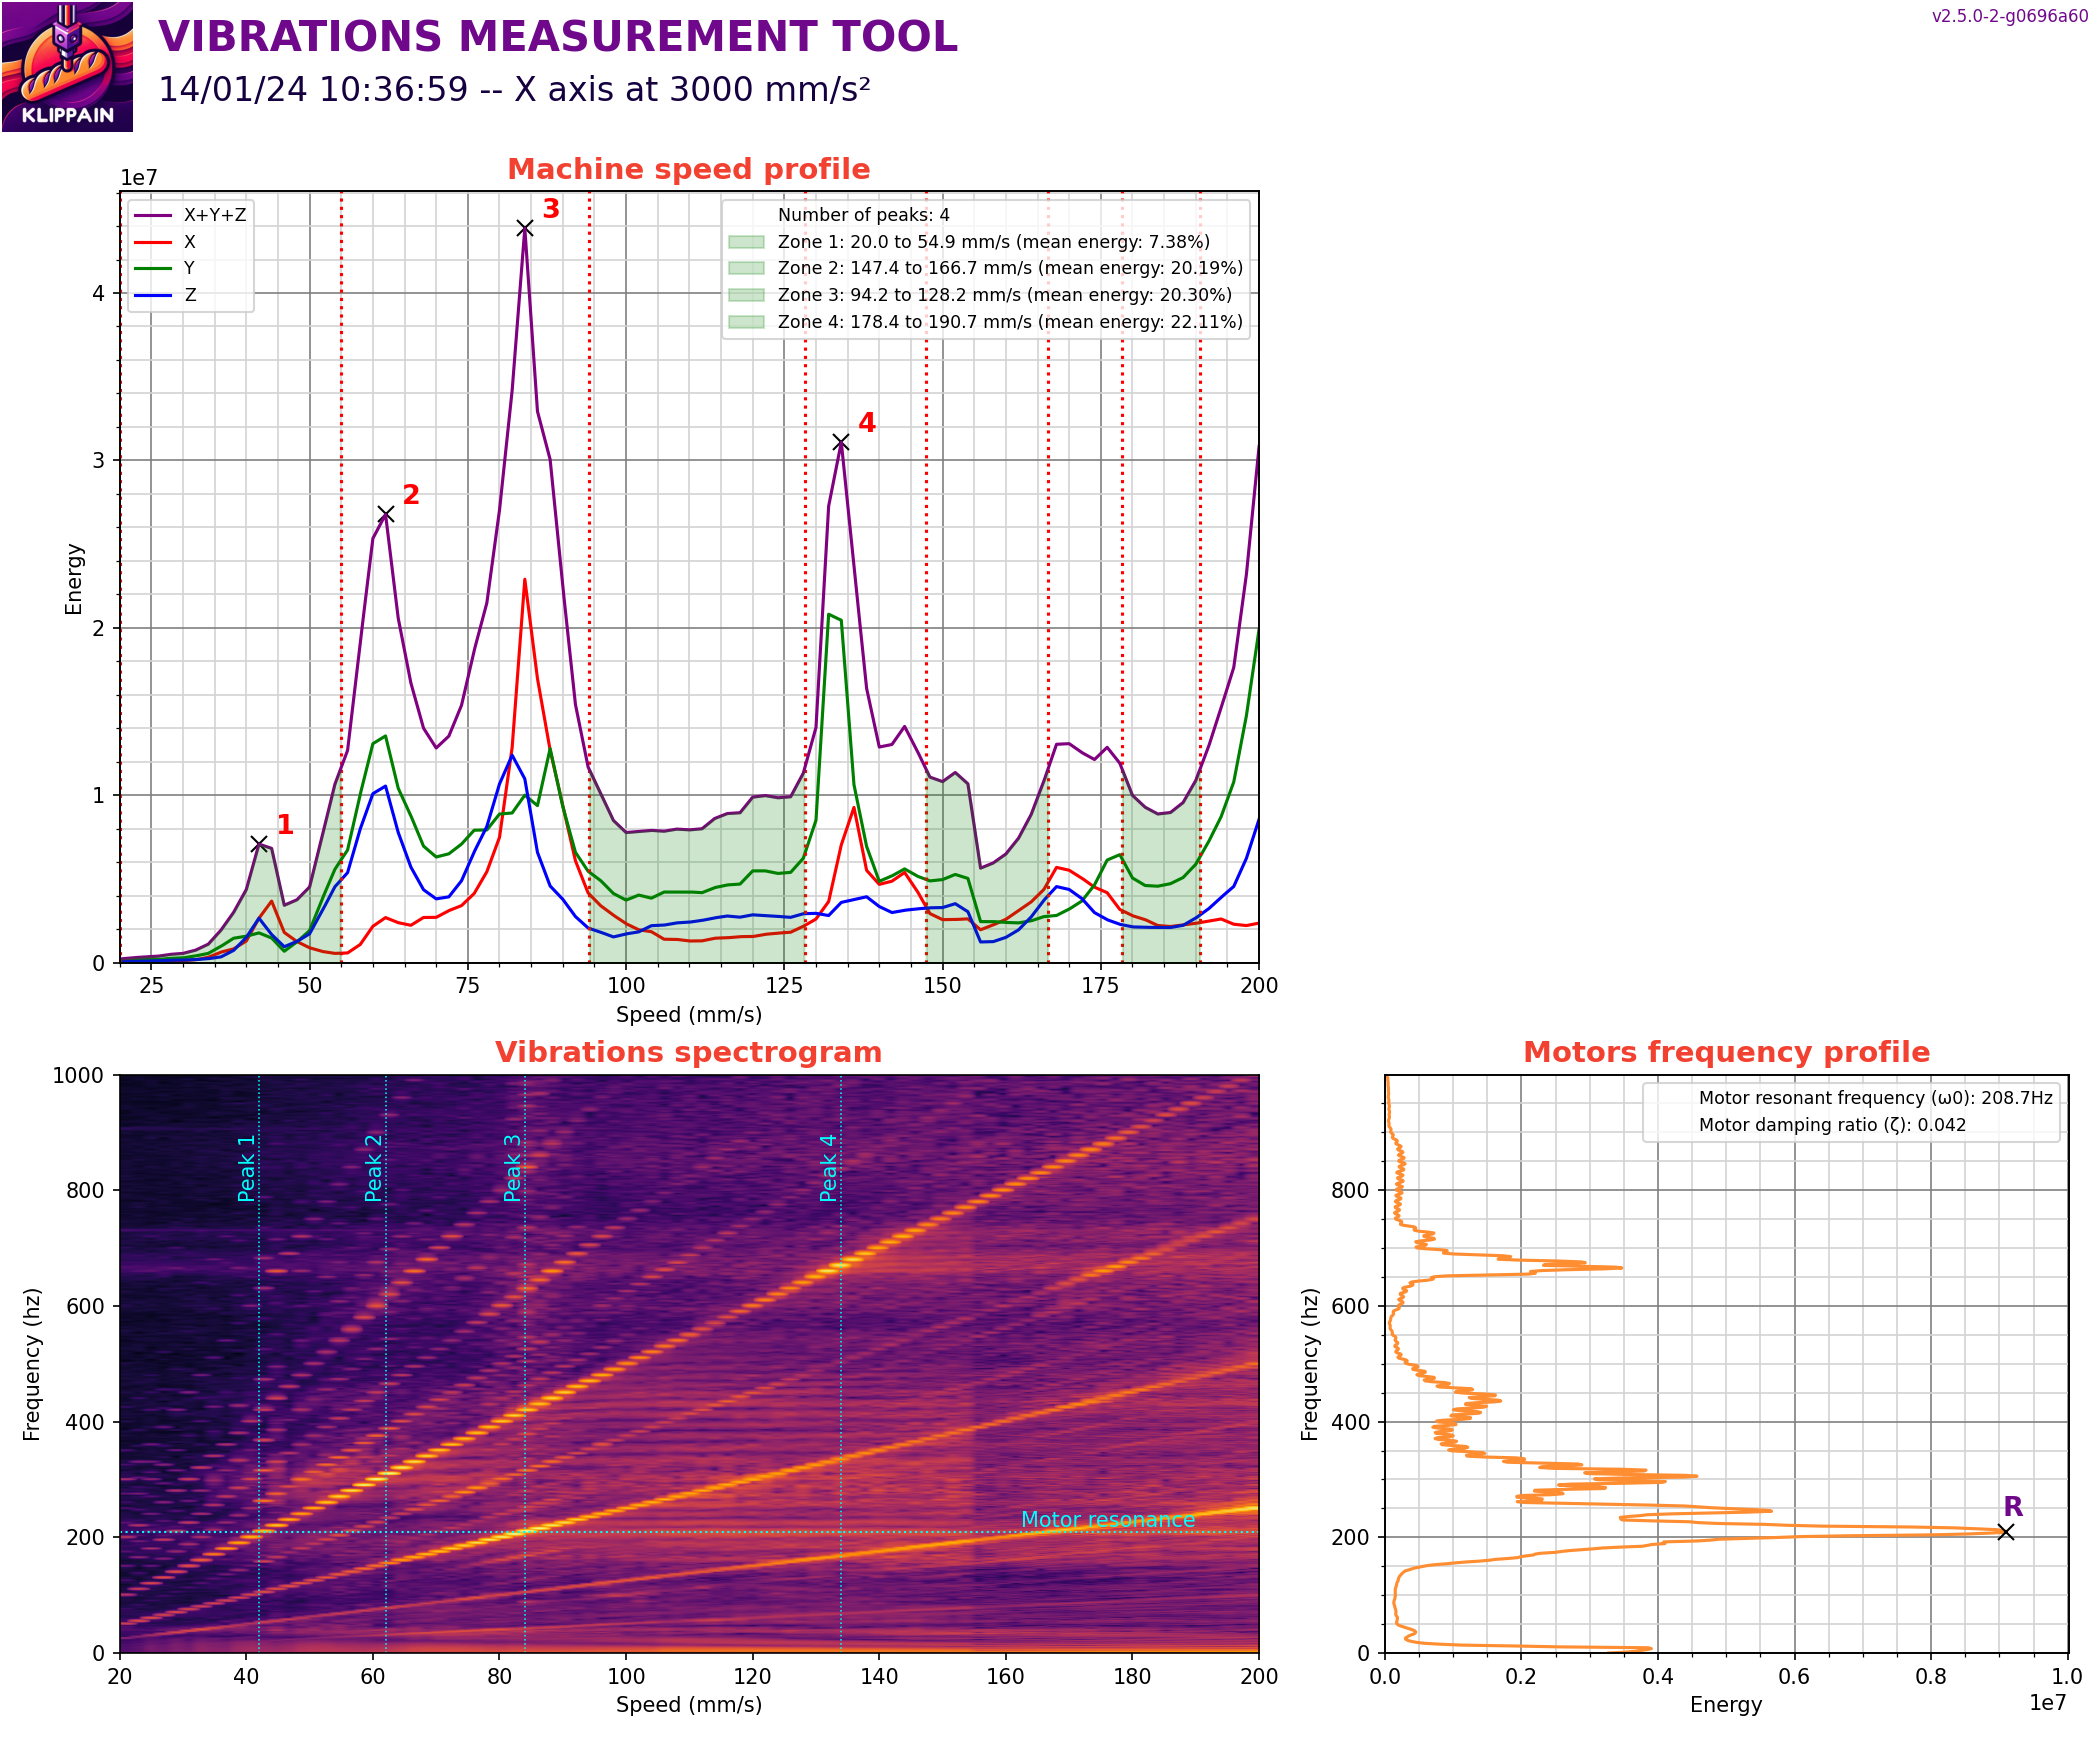 KLIPPAIN
VIBRATIONS MEASUREMENT TOOL
14/01/24 10:36:59 -- X axis at 3000 mm/s²
v2.5.0-2-g0696a60
Machine speed profile
1e7
X+Y+Z
X
Y
Z
Number of peaks: 4
Zone 1: 20.0 to 54.9 mm/s (mean energy: 7.38%)
Zone 2: 147.4 to 166.7 mm/s (mean energy: 20.19%)
Zone 3: 94.2 to 128.2 mm/s (mean energy: 20.30%)
Zone 4: 178.4 to 190.7 mm/s (mean energy: 22.11%)
3
4
2
1
4
3
2
1
0
Energy
25 50 75 100 125 150 175 200
Speed (mm/s)
Vibrations spectrogram
1000
800
600
400
200
0
Frequency (hz)
Peak 1
Peak 2
Peak 3
Peak 4
Motor resonance
20 40 60 80 100 120 140 160 180 200
Speed (mm/s)
Motors frequency profile
Motor resonant frequency (ω0): 208.7Hz
Motor damping ratio (ζ): 0.042
R
800
600
400
200
0
Frequency (hz)
0.0 0.2 0.4 0.6 0.8 1.0
Energy
1e7